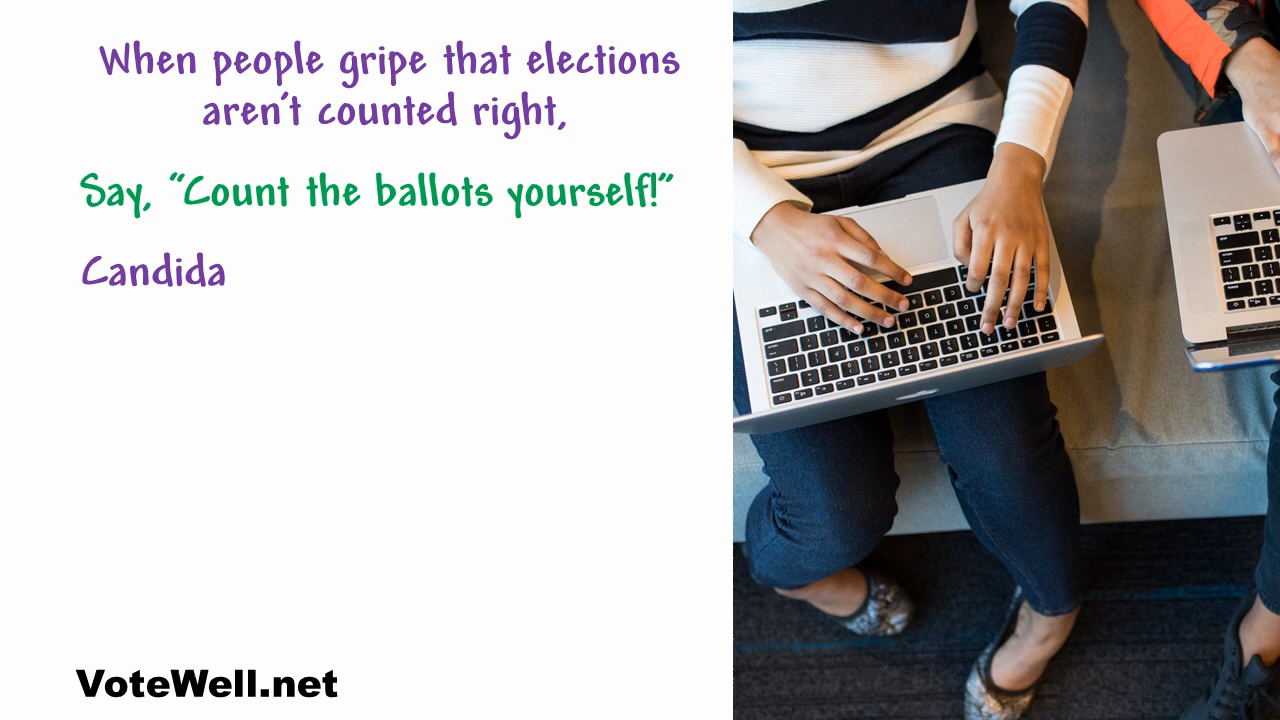 When people gripe that elections
aren't counted right,
Say, “Count the ballots yourself!”
Candida
VoteWell.net